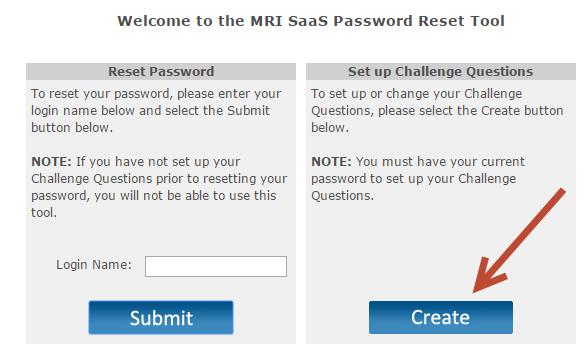 Welcome to the MRI SaaS Password Reset Tool
Reset Password
To reset your password, please enter your
login name below and select the Submit
button below.
NOTE: If you have not set up your
Challenge Questions prior to resetting your
password, you will not be able to use this
tool.
Login Name:
Submit
Set up Challenge Questions
To set up or change your Challenge
Questions, please select the Create button
below.
NOTE: You must have your current
password to set up your Challenge
Questions.
Create